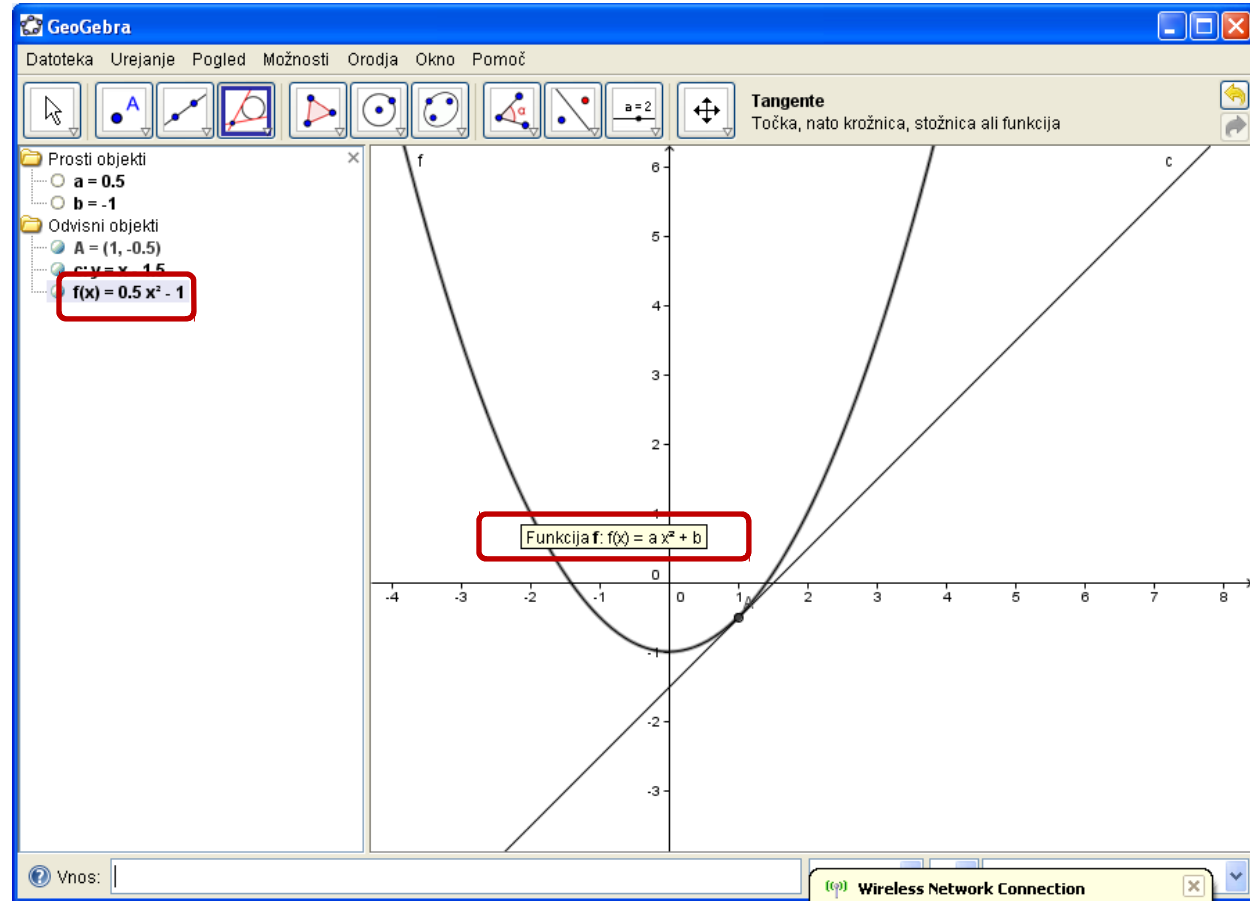 GeoGebra
Datoteka Urejanje Pogled Možnosti Orodja Okno Pomoč
A
α
a=2
Tangente
Točka, nato krožnica, stožnica ali funkcija
Prosti objekti
a = 0.5
b = -1
Odvisni objekti
A = (1, -0.5)
c: y = x - 1.5
f(x) = 0.5 x² - 1
f
c
6
5
4
3
2
1
Funkcija f: f(x) = a x² + b
0
-4 -3 -2 -1 0 1 2 3 4 5 6 7 8
A
-1
-2
-3
Vnos:
Wireless Network Connection